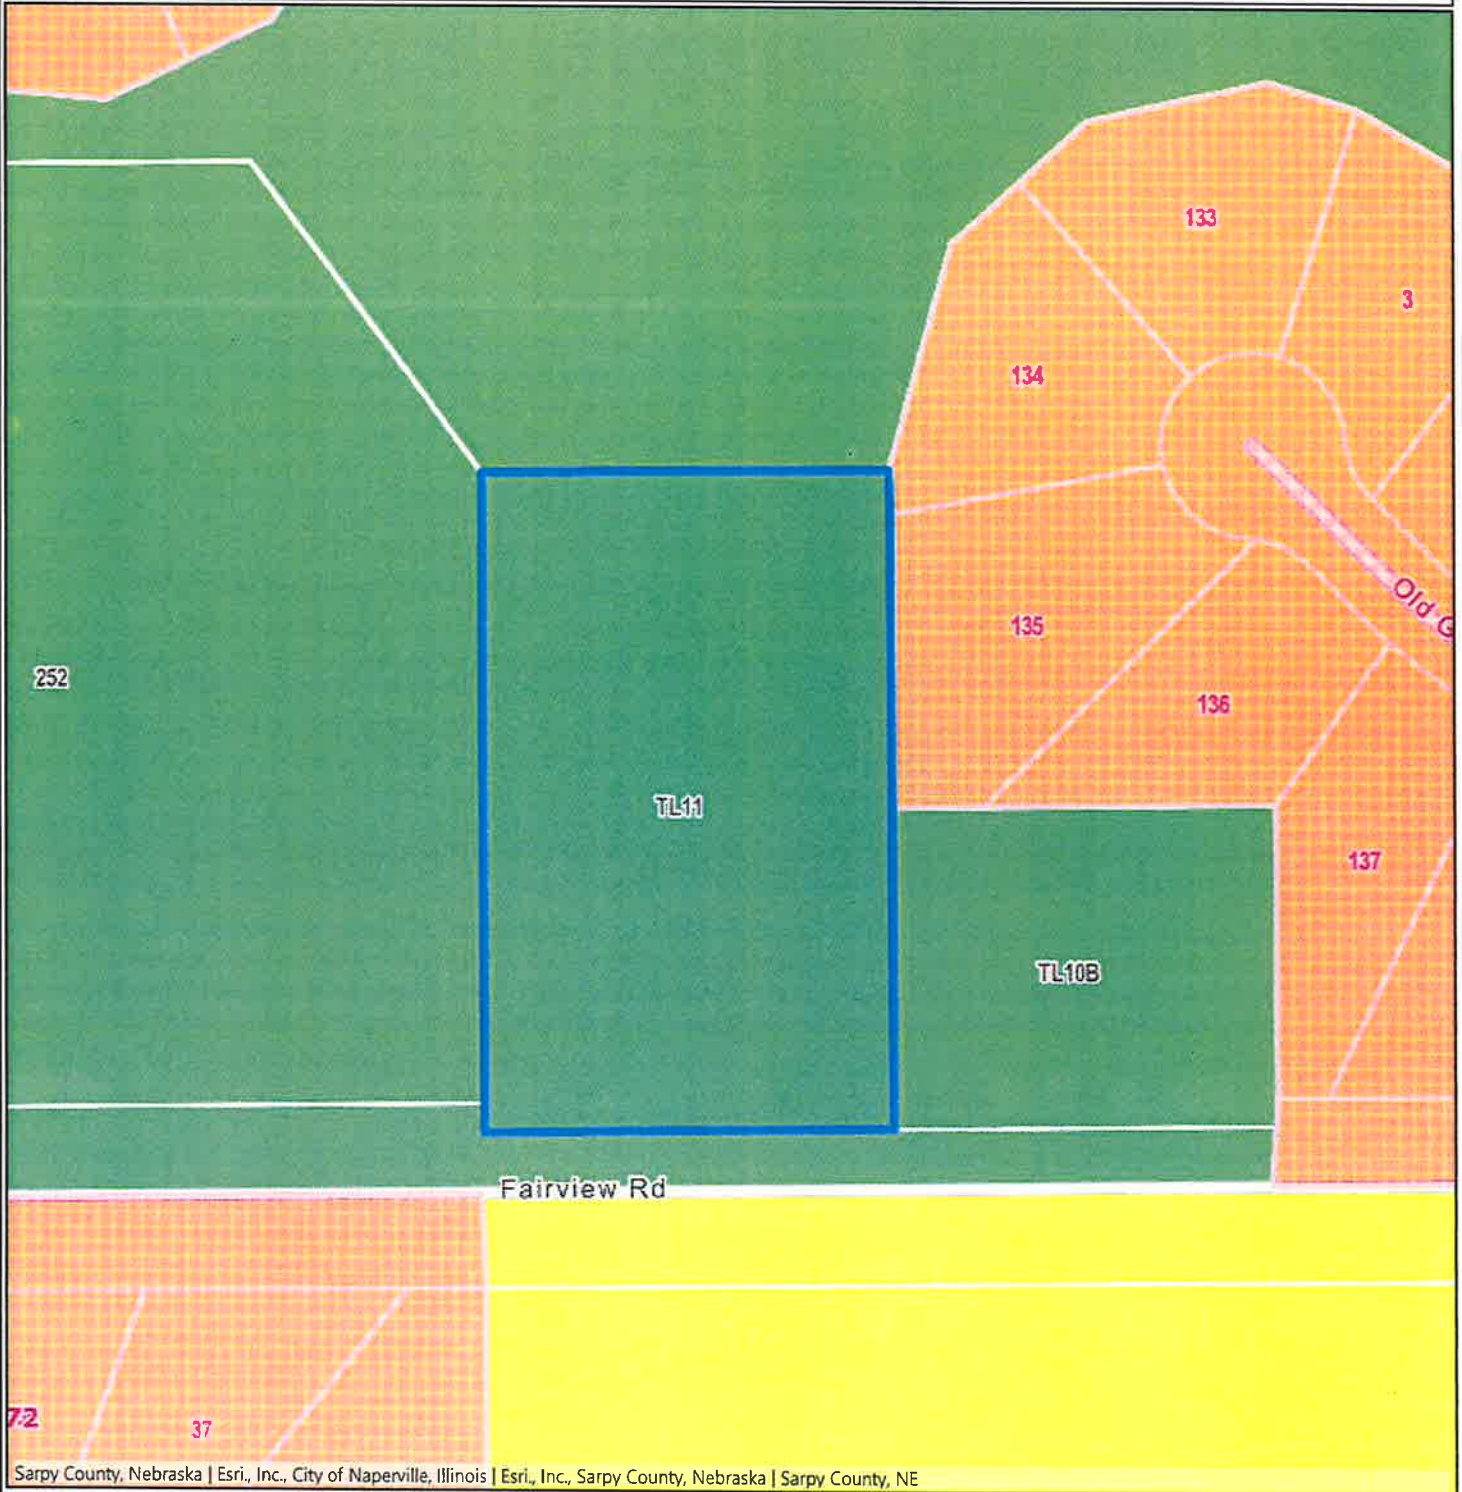 133
3
134
Old G
135
252
136
TL11
137
TL10B
Fairview Rd
72
37
Sarpy County, Nebraska | Esri., Inc., City of Naperville, Illinois | Esri., Inc., Sarpy County, Nebraska | Sarpy County, NE